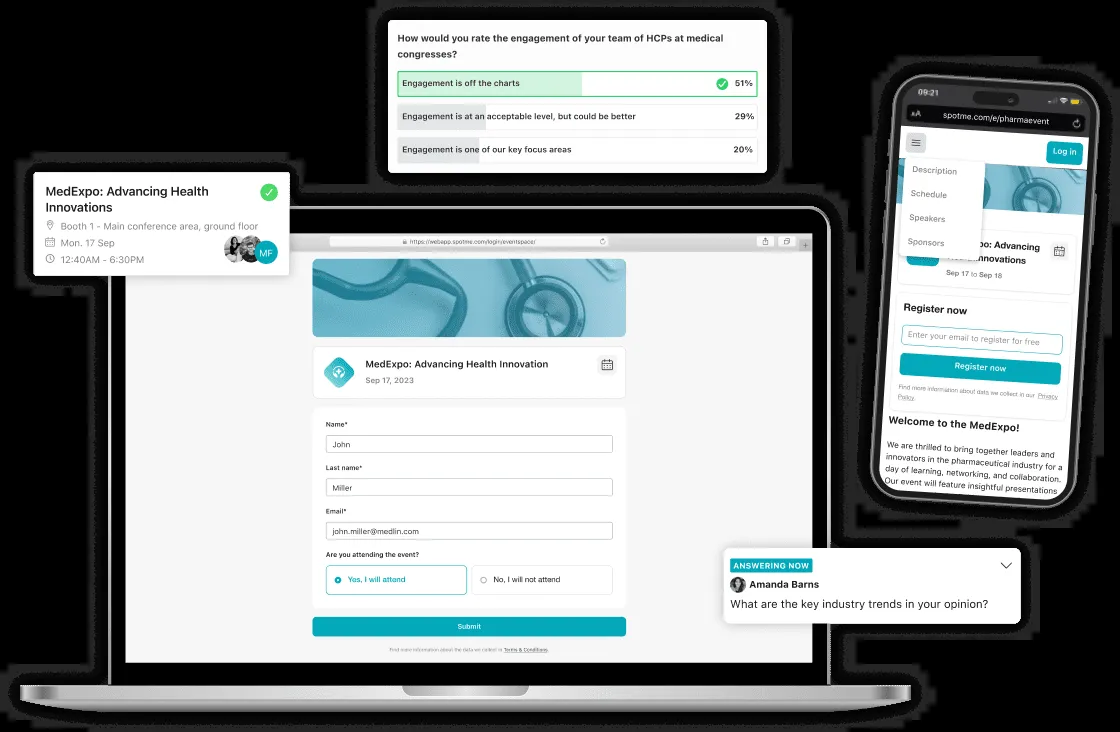 How would you rate the engagement of your team of HCPs at medical
congresses?
Engagement is off the charts 51%
Engagement is at an acceptable level, but could be better 29%
Engagement is one of our key focus areas 20%
MedExpo: Advancing Health
Innovations
Booth 1 - Main conference area, ground floor
Mon. 17 Sep
12:40AM - 6:30PM
MF
https://webapp.spotme.com/login/eventspace/
MedExpo: Advancing Health Innovation
Sep 17, 2023
Name*
John
Last name*
Miller
Email*
john.miller@medlin.com
Are you attending the event?
Yes, I will attend
No, I will not attend
Submit
Find more information about the data we collect in Terms & Conditions.
09:21
AA spotme.com/e/pharmaevent
Log in
Description
Schedule
Speakers
Sponsors
po: Advancing
Innovations
Sep 17 to Sep 18
Register now
Enter your email to register for free
Register now
Find more information about data we collect in our Privacy
Policy.
Welcome to the MedExpo!
We are thrilled to bring together leaders and
innovators in the pharmaceutical industry for a
day of learning, networking, and collaboration.
Our event will feature insightful presentations
ANSWERING NOW
Amanda Barns
What are the key industry trends in your opinion?